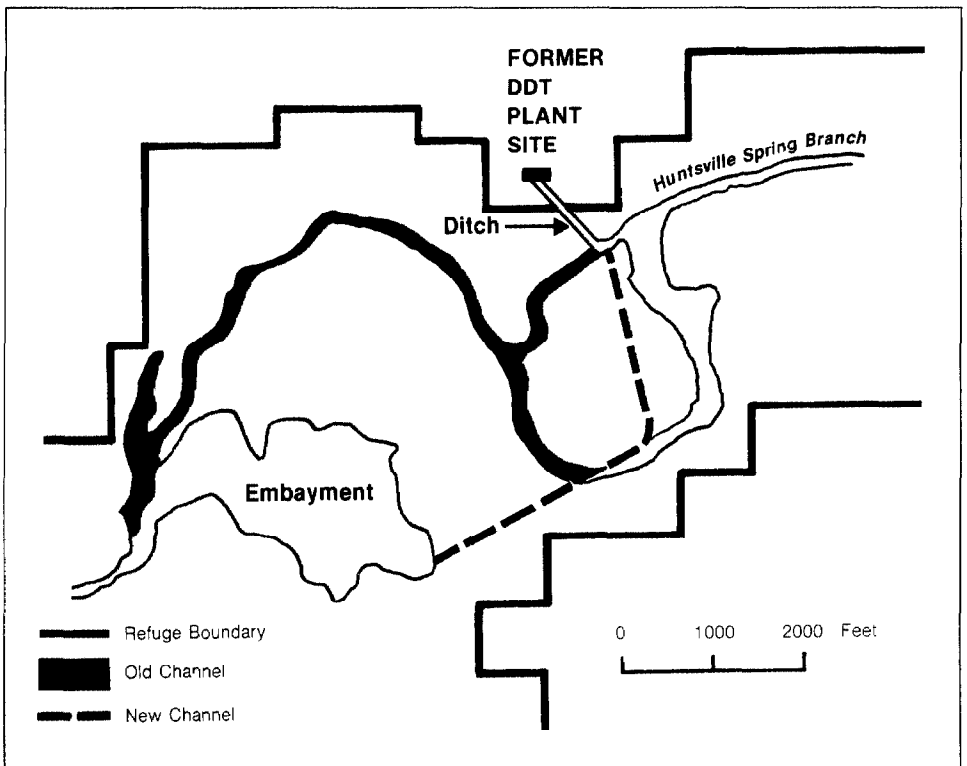 FORMER
DDT
PLANT
SITE
Huntsville Spring Branch
Ditch
Embayment
Refuge Boundary
Old Channel
New Channel
0 1000 2000 Feet